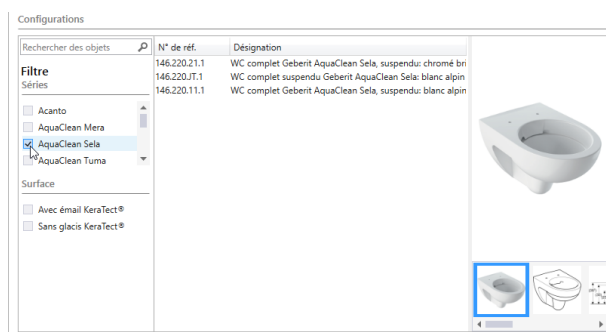 Configurations
Rechercher des objets
N° de réf.
Désignation
Filtre
Séries
Acanto
AquaClean Mera
AquaClean Sela
AquaClean Tuma
Surface
Avec émail KeraTect®
Sans glacis KeraTect®
146.220.21.1 WC complet Geberit AquaClean Sela, suspendu: chromé bri
146.220.JT.1 WC complet suspendu Geberit AquaClean Sela: blanc alpin
146.220.11.1 WC complet Geberit AquaClean Sela, suspendu: blanc alpin